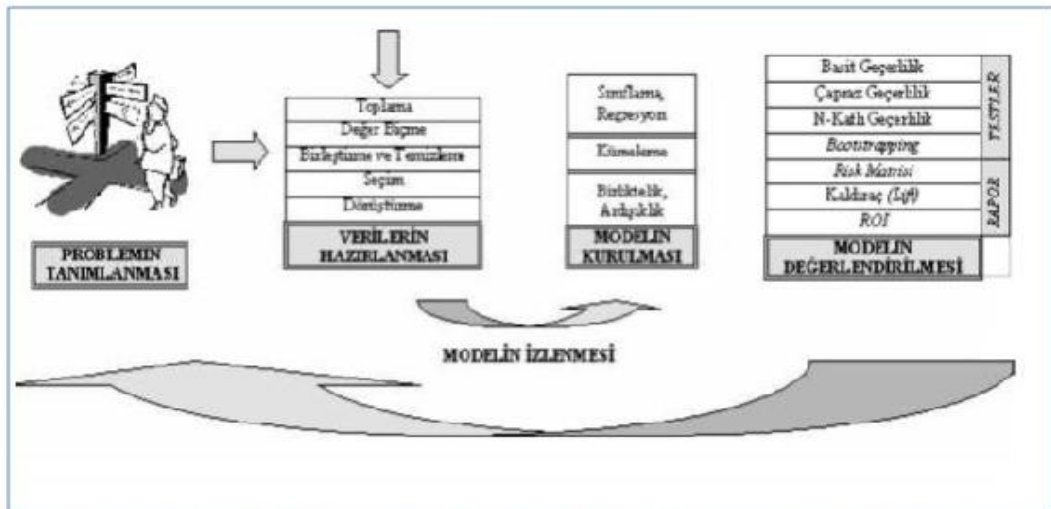 PROBLEMİN
TANIMLANMASI
Toplama
Değer Biçme
Birleştirme ve Temizleme
Seçim
Dönüştürme
VERİLERİN
HAZIRLANMASI
Sınıflama,
Regresyon
Kümeleme
Birliktelik,
Ardışıklık
MODELİN
KURULMASI
Basit Geçerlilik
Çapraz Geçerlilik
N-Katlı Geçerlilik
Bootstrapping
TESTLER
Risk Matrisi
Kaldıraç (Lift)
ROI
RAPOR
MODELİN
DEĞERLENDİRİLMESİ
MODELİN İZLENMESİ